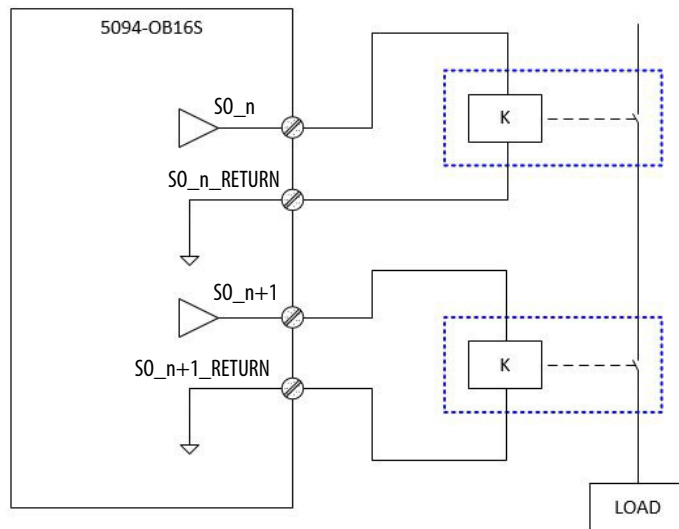 5094-OB16S
SO_n
K
SO_n_RETURN
SO_n+1
K
SO_n+1_RETURN
LOAD